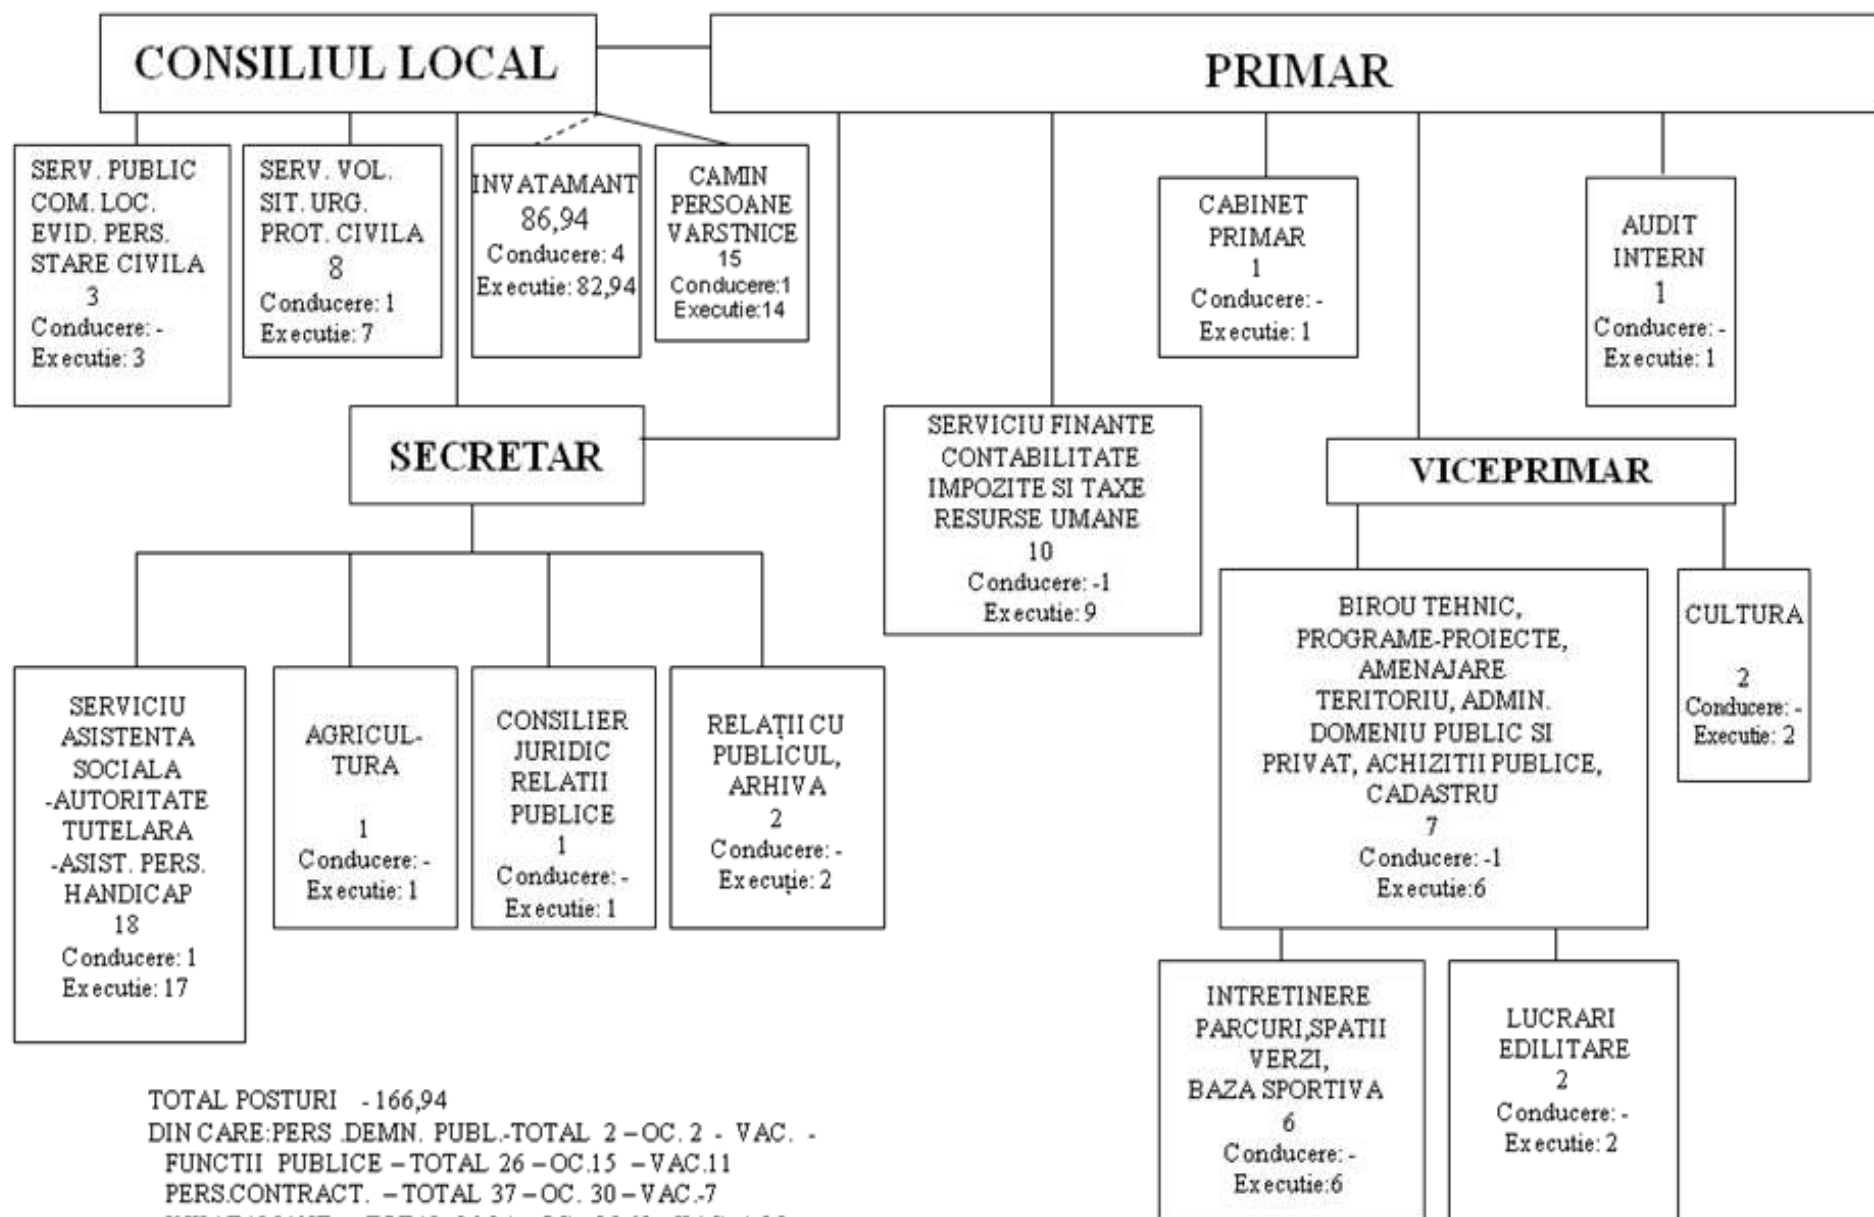 CONSILIUL LOCAL
PRIMAR
SERV. PUBLIC
COM. LOC.
EVID. PERS.
STARE CIVILA
3
Conducere: -
Executie: 3
SERV. VOL.
SIT. URG.
PROT. CIVILA
8
Conducere: 1
Executie: 7
INVATAMANT
86,94
Conducere: 4
Executie: 82,94
CAMIN
PERSOANE
VARSTNICE
15
Conducere:1
Executie:14
CABINET
PRIMAR
1
Conducere: -
Executie: 1
AUDIT
INTERN
1
Conducere: -
Executie: 1
SECRETAR
SERVICIU FINANTE
CONTABILITATE
IMPOZITE SI TAXE
RESURSE UMANE
10
Conducere: -1
Executie: 9
VICEPRIMAR
BIROU TEHNIC,
PROGRAME-PROIECTE,
AMENAJARE
TERITORIU, ADMIN.
DOMENIU PUBLIC SI
PRIVAT, ACHIZITII PUBLICE,
CADASTRU
7
Conducere: -1
Executie:6
CULTURA
2
Conducere: -
Executie: 2
SERVICIU
ASISTENTA
SOCIALA
-AUTORITATE
TUTELARA
-ASIST. PERS.
HANDICAP
18
Conducere: 1
Executie: 17
AGRICUL-
TURA
1
Conducere: -
Executie: 1
CONSILIER
JURIDIC
RELATII
PUBLICE
1
Conducere: -
Executie: 1
RELAŢII CU
PUBLICUL,
ARHIVA
2
Conducere: -
Execuţie: 2
INTRETINERE
PARCURI,SPATII
VERZI,
BAZA SPORTIVA
6
Conducere: -
Executie:6
LUCRARI
EDILITARE
2
Conducere: -
Executie: 2
TOTAL POSTURI - 166,94
DIN CARE:PERS .DEMN. PUBL.-TOTAL 2 – OC. 2 - VAC. -
FUNCTII PUBLICE – TOTAL 26 – OC.15 – VAC.11
PERS.CONTRACT. – TOTAL 37 – OC. 30 – VAC.-7